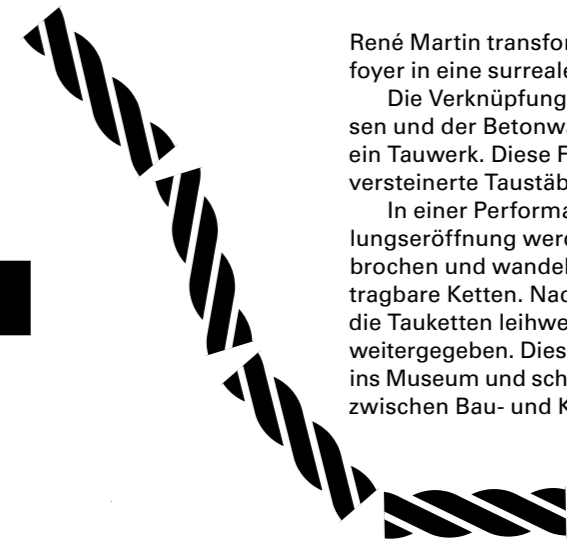 René Martin transfor
foyer in eine surreale
Die Verknüpfung
sen und der Betonwa
ein Tauwerk. Diese F
versteinerte Taustäb
In einer Performa
lungseröffnung werd
brochen und wandel
tragbare Ketten. Nac
die Tauketten leihwe
weitergegeben. Dies
ins Museum und sch
zwischen Bau- und K